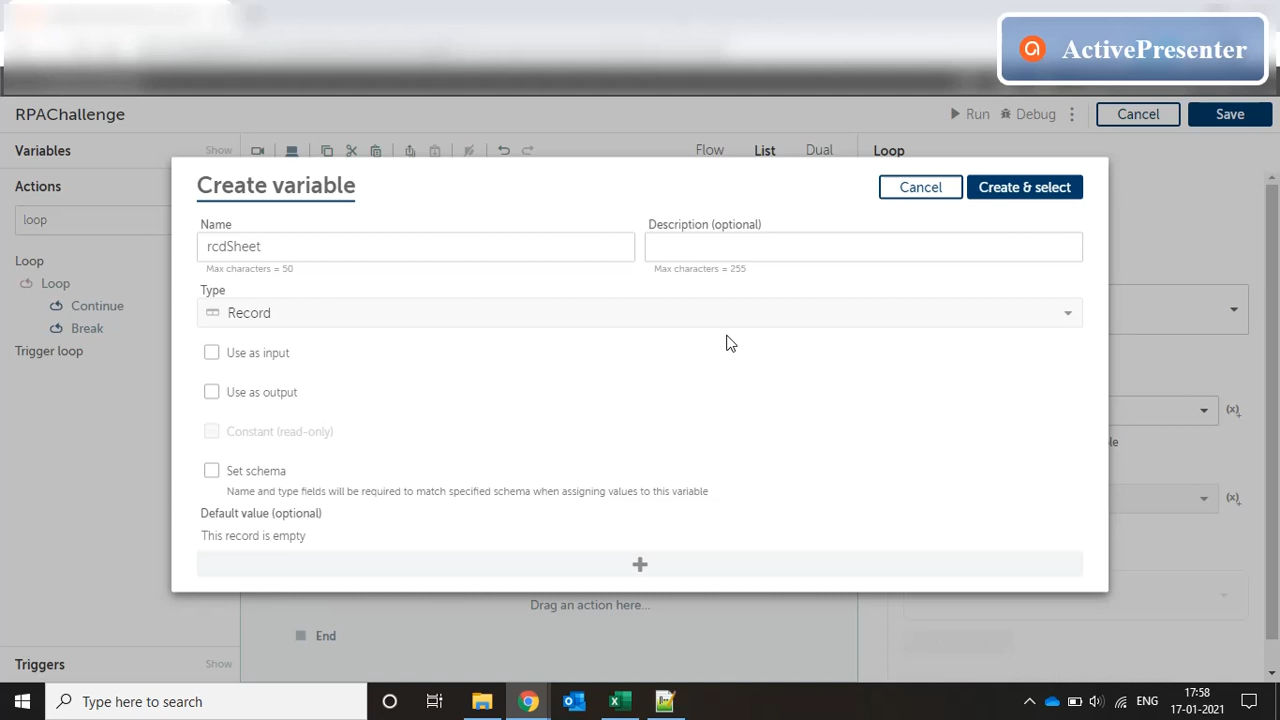 ActivePresenter
RPAChallenge
Run
Debug
Cancel
Save
Variables
Show
Flow
List
Dual
Loop
Actions
loop
Loop
Loop
Continue
Break
Trigger loop
Create variable
Cancel
Create & select
Name
Description (optional)
rcdSheet
Max characters = 50
Max characters = 255
Type
Record
Use as input
Use as output
Constant (read-only)
Set schema
Name and type fields will be required to match specified schema when assigning values to this variable
Default value (optional)
This record is empty
(x)
(x)
Drag an action here...
End
Triggers
Show
Type here to search
ENG
17:58
17-01-2021